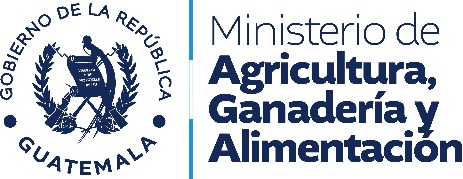 GOBIERNO DE LA REPÚBLICA
GUATEMALA
Ministerio de
Agricultura,
Ganadería y
Alimentación